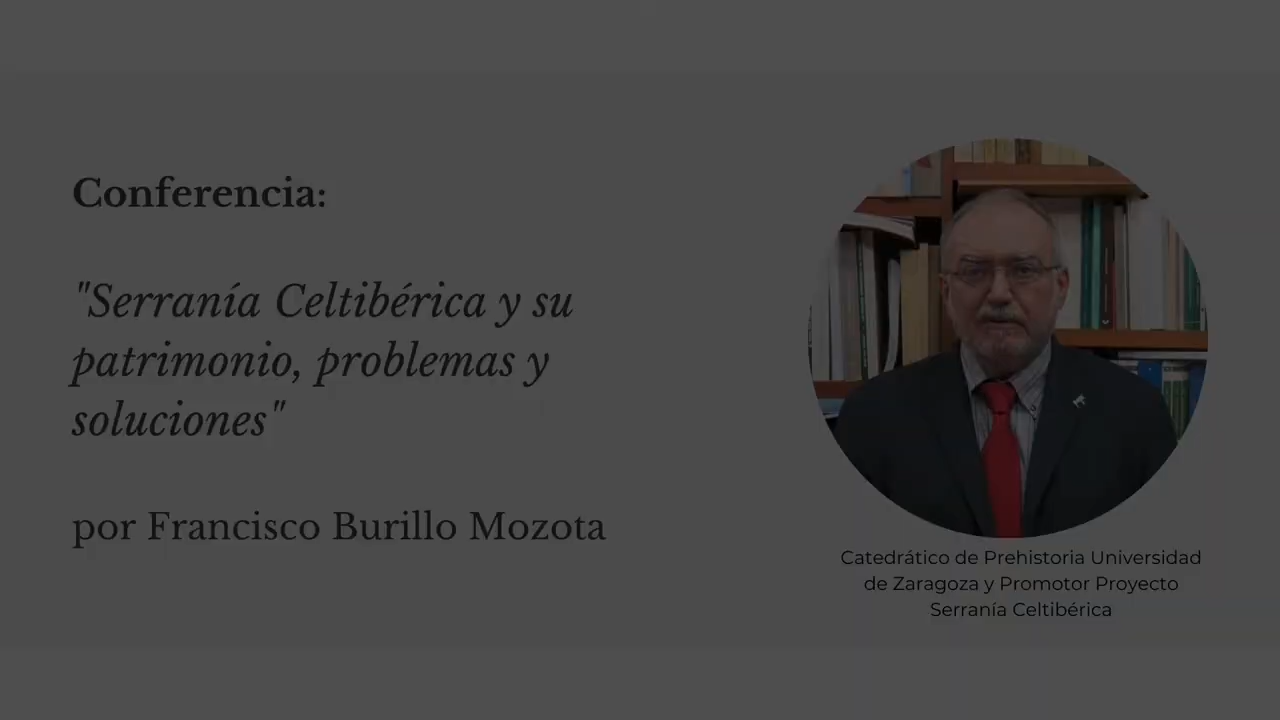 Conferencia:
"Serranía Celtibérica y su
patrimonio, problemas y
soluciones"
por Francisco Burillo Mozota
Catedrático de Prehistoria Universidad
de Zaragoza y Promotor Proyecto
Serranía Celtibérica